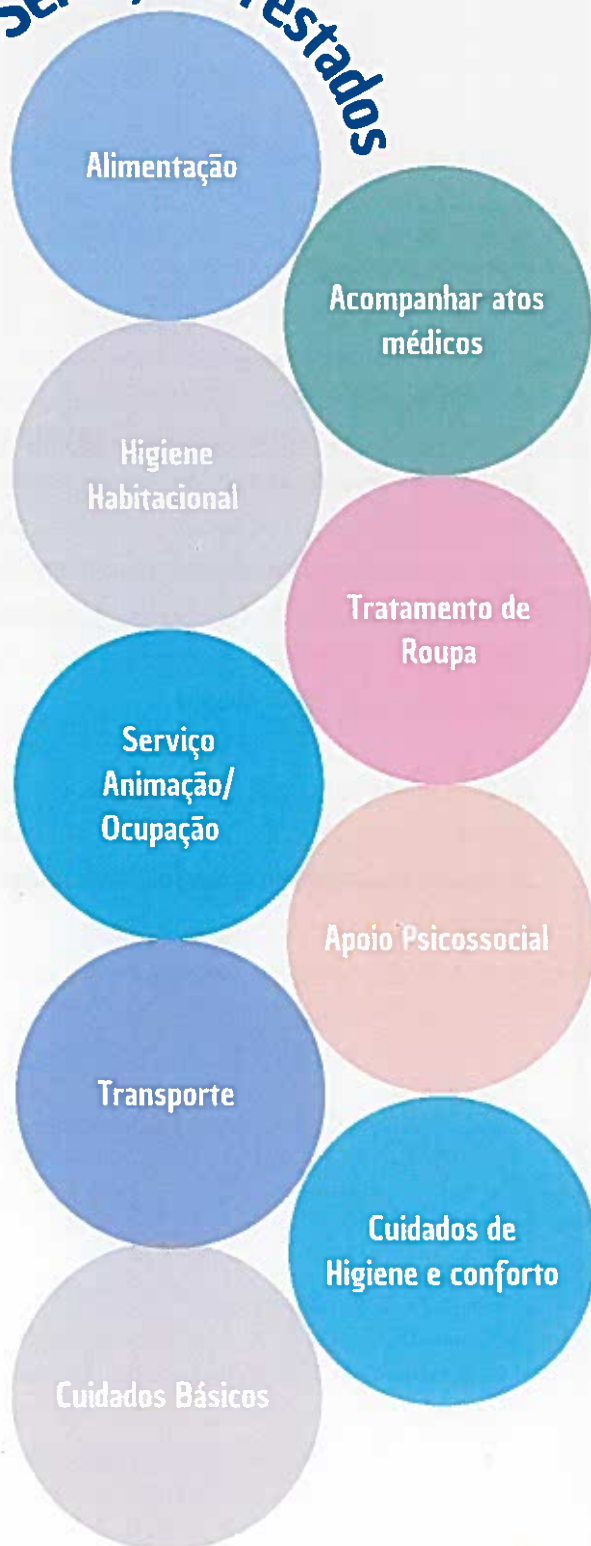 Alimentação
Acompanhar atos
médicos
Higiene
Habitacional
Tratamento de
Roupa
Serviço
Animação/
Ocupação
Apoio Psicossocial
Transporte
Cuidados de
Higiene e conforto
Cuidados Básicos